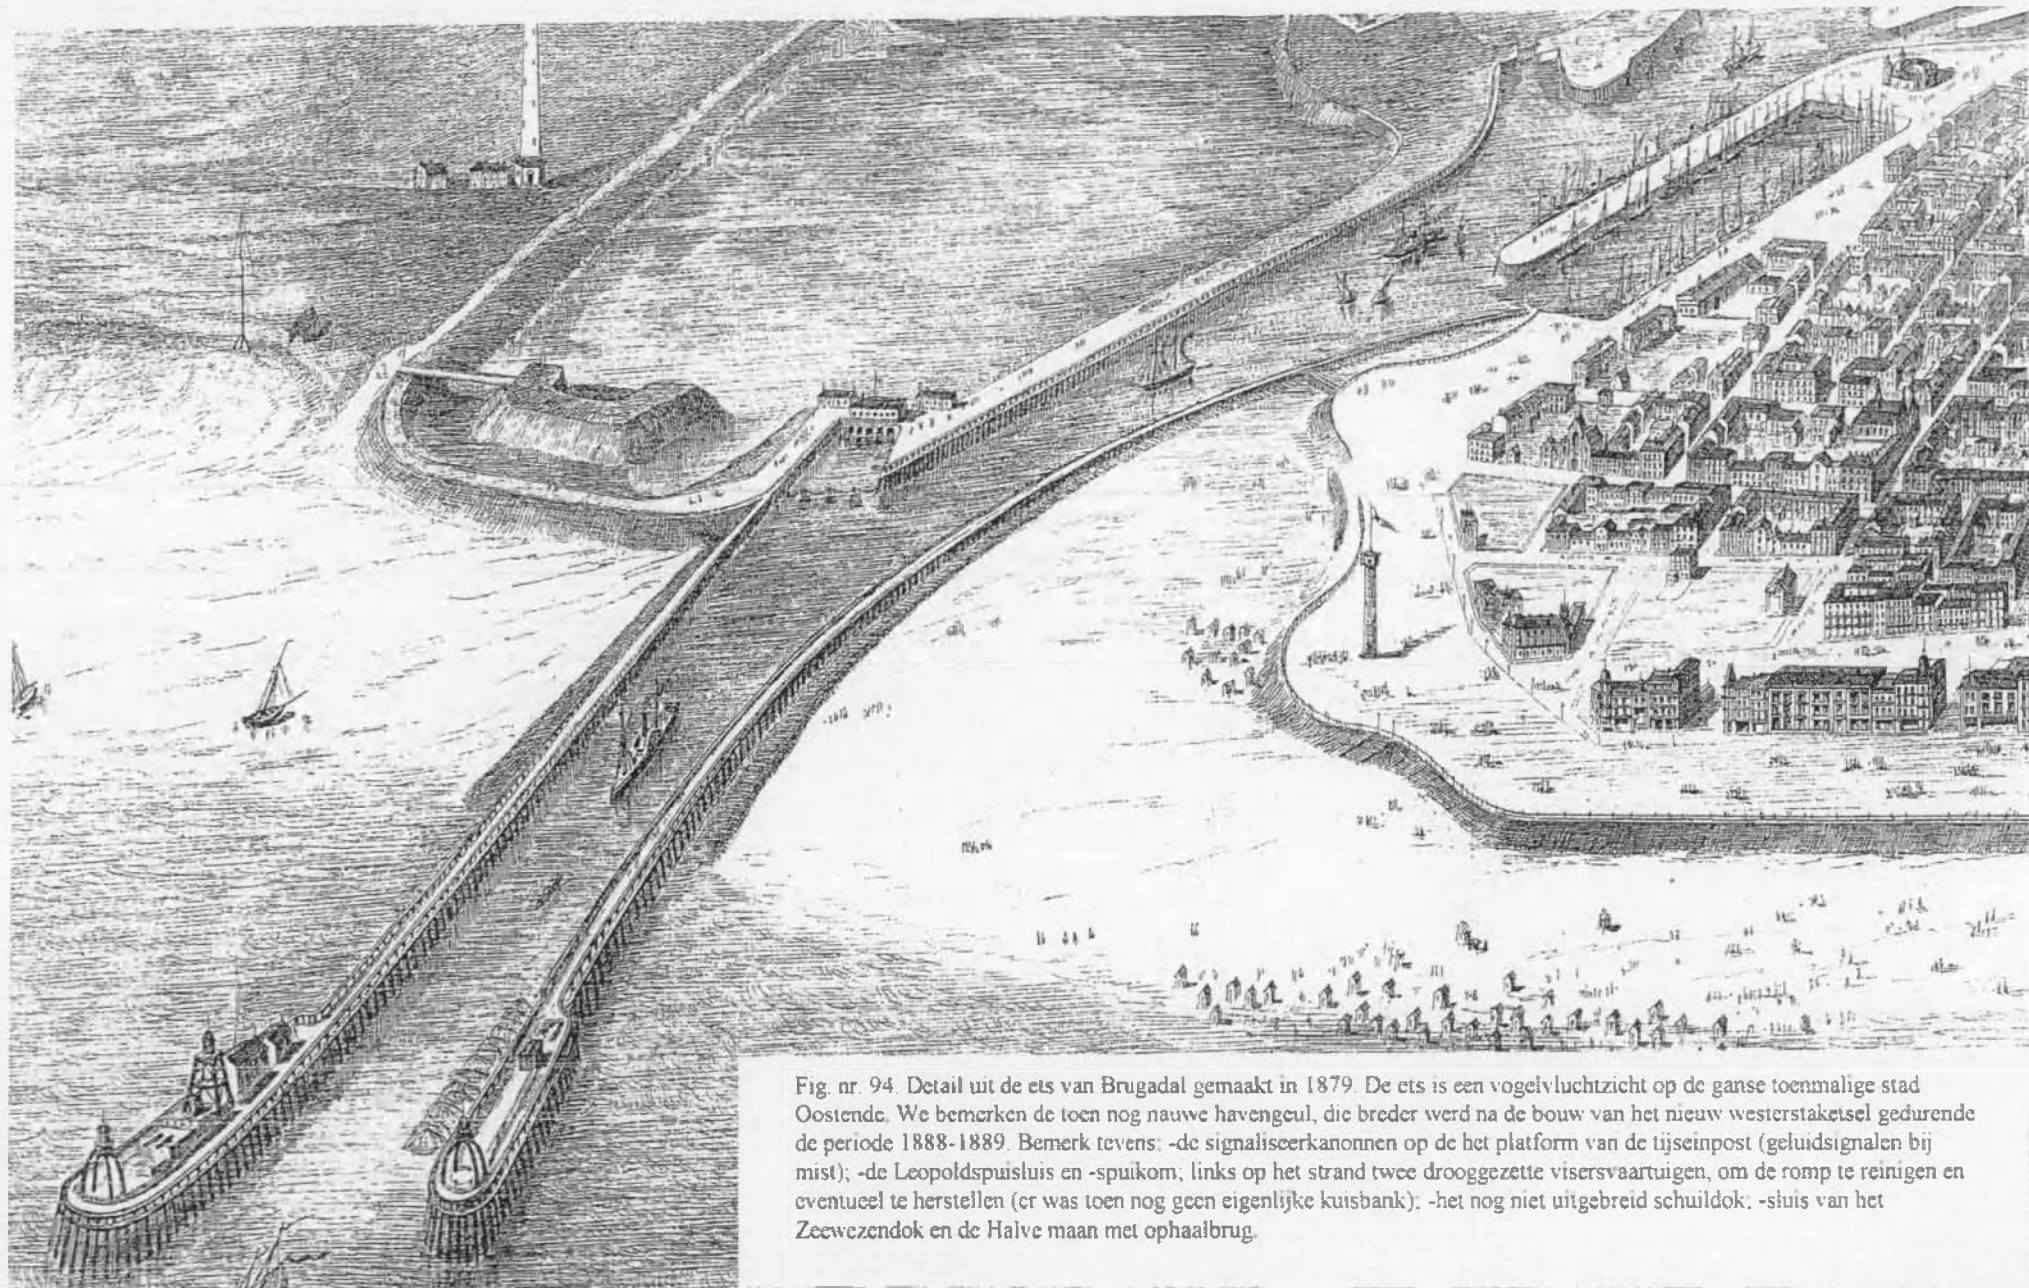 Fig. nr. 94. Detail uit de ets van Brugadal gemaakt in 1879. De ets is een vogelvluchtzicht op de ganse toenmalige stad
Oostende. We bemerken de toen nog nauwe havengeul, die breder werd na de bouw van het nieuw westerstaketsel gedurende
de periode 1888-1889. Bemerk tevens: -de signaliseerkanonnen op de het platform van de tijseinpost (geluidsignalen bij
mist); -de Leopoldspuisluis en -spuikom; links op het strand twee drooggezette visersvaartuigen, om de romp te reinigen en
eventueel te herstellen (er was toen nog geen eigenlijke kuisbank); -het nog niet uitgebreid schuildok; -sluis van het
Zeewezendok en de Halve maan met ophaalbrug.